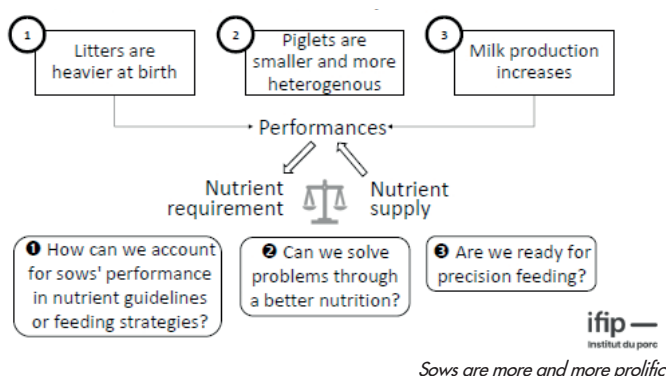 1
Litters are
heavier at birth
2
Piglets are
smaller and more
heterogenous
3
Milk production
increases
Performances
Nutrient
requirement
Nutrient
supply
❶ How can we account
for sows' performance
in nutrient guidelines
or feeding strategies?
❷ Can we solve
problems through
a better nutrition?
❸ Are we ready for
precision feeding?
ifip
Institut du porc
Sows are more and more prolific